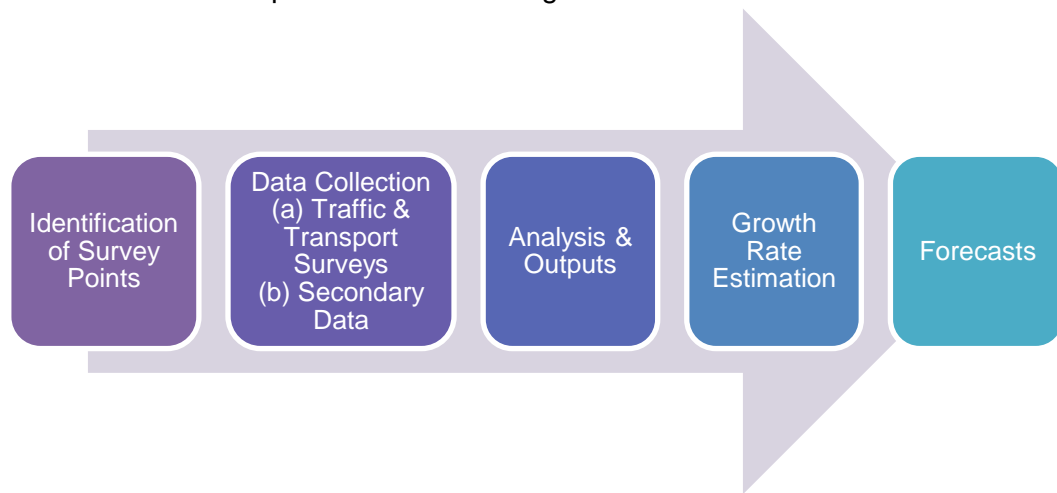 Identification
of Survey
Points
Data Collection
(a) Traffic &
Transport
Surveys
(b) Secondary
Data
Analysis &
Outputs
Growth
Rate
Estimation
Forecasts